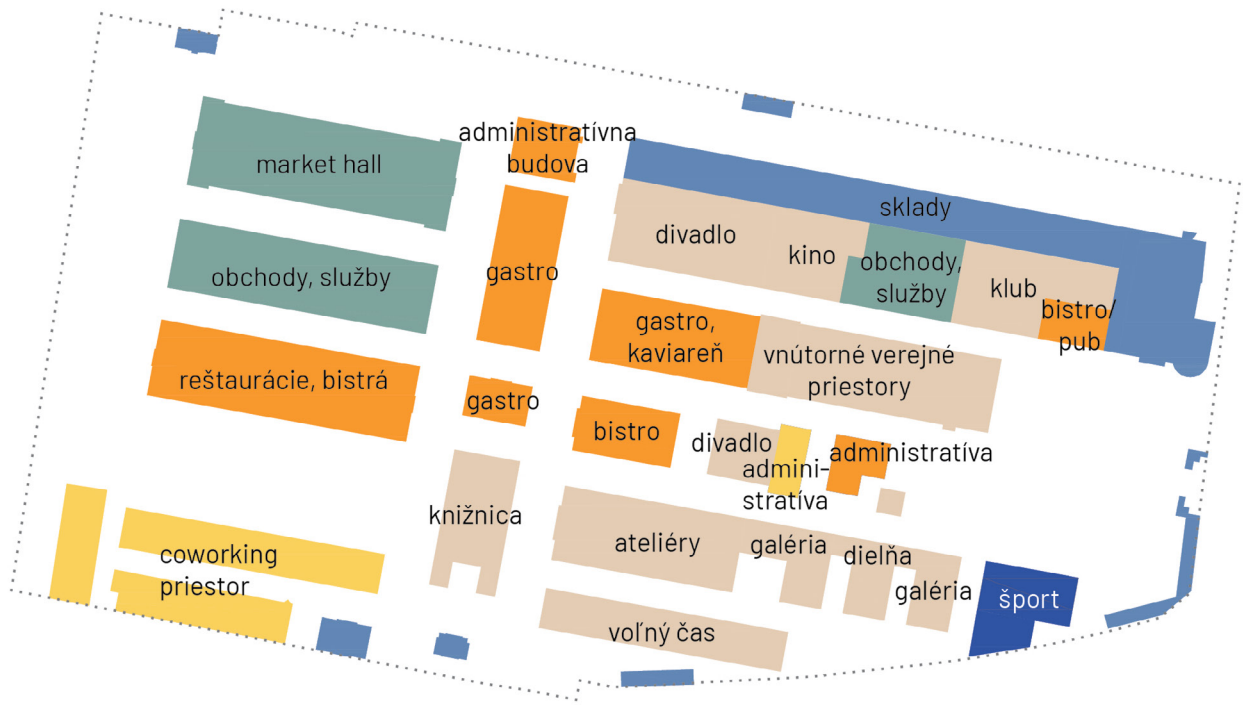 administratívna
budova
market hall
sklady
divadlo
kino
obchody,
služby
klub
bistro/
pub
obchody, služby
gastro
gastro,
kaviareň
vnútorné verejné
priestory
reštaurácie, bistrá
gastro
bistro
divadlo
admini-
stratíva
administratíva
knižnica
ateliéry
galéria
dielňa
galéria
šport
coworking
priestor
voľný čas